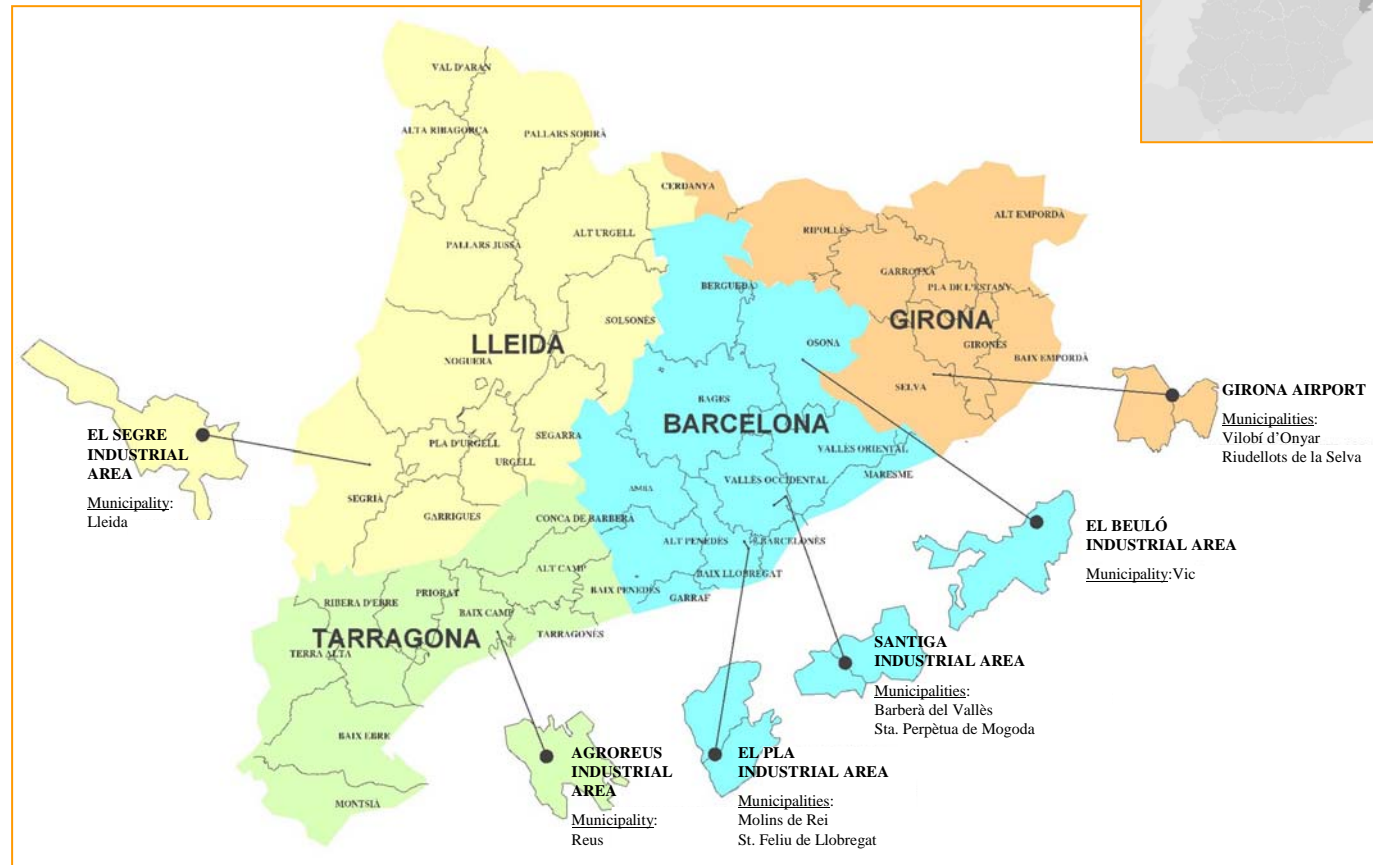 VAL D'ARAN
ALTA RIBAGORÇA
PALLARS SOBIRÀ
CERDANYA
ALT EMPORDÀ
RIPOLLÈS
ALT URGELL
PALLARS JUSSÀ
GARROTXA
BERGUEDÀ
PLA DE L'ESTANY
SOLSONÈS
GIRONA
LLEIDA
OSONA
GIRONÈS
BAIX EMPORDÀ
NOGUERA
SELVA
BAGES
BARCELONA
SEGARRA
PLA D'URGELL
URGELL
VALLÈS ORIENTAL
MARESME
VALLÈS OCCIDENTAL
SEGRIÀ
GARRIGUES
CONCA DE BARBERÀ
ALT PENEDÈS
BARCELONÈS
ALT CAMP
BAIX LLOBREGAT
BAIX PENEDÈS
GARRAF
PRIORAT
RIBERA D'EBRE
BAIX CAMP
TARRAGONÈS
TARRAGONA
TERRA ALTA
BAIX EBRE
MONTSIÀ
EL SEGRE
INDUSTRIAL
AREA
Municipality:
Lleida
GIRONA AIRPORT
Municipalities:
Vilobí d’Onyar
Riudellots de la Selva
EL BEULÓ
INDUSTRIAL AREA
Municipality:Vic
SANTIGA
INDUSTRIAL AREA
Municipalities:
Barberà del Vallès
Sta. Perpètua de Mogoda
EL PLA
INDUSTRIAL AREA
Municipalities:
Molins de Rei
St. Feliu de Llobregat
AGROREUS
INDUSTRIAL
AREA
Municipality:
Reus